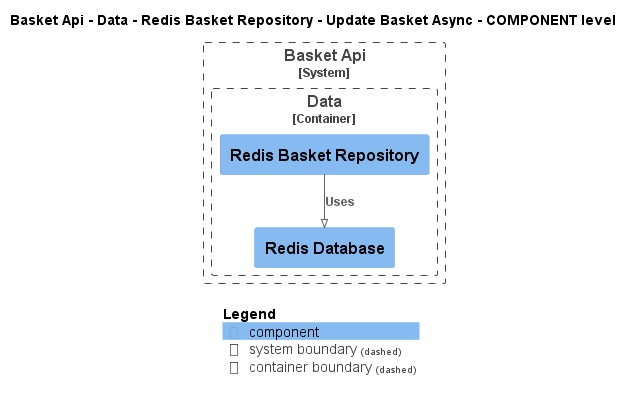 Basket Api - Data - Redis Basket Repository - Update Basket Async - COMPONENT level
Basket Api
[System]
Data
[Container]
Redis Basket Repository
Uses
Redis Database
Legend
component
system boundary (dashed)
container boundary (dashed)